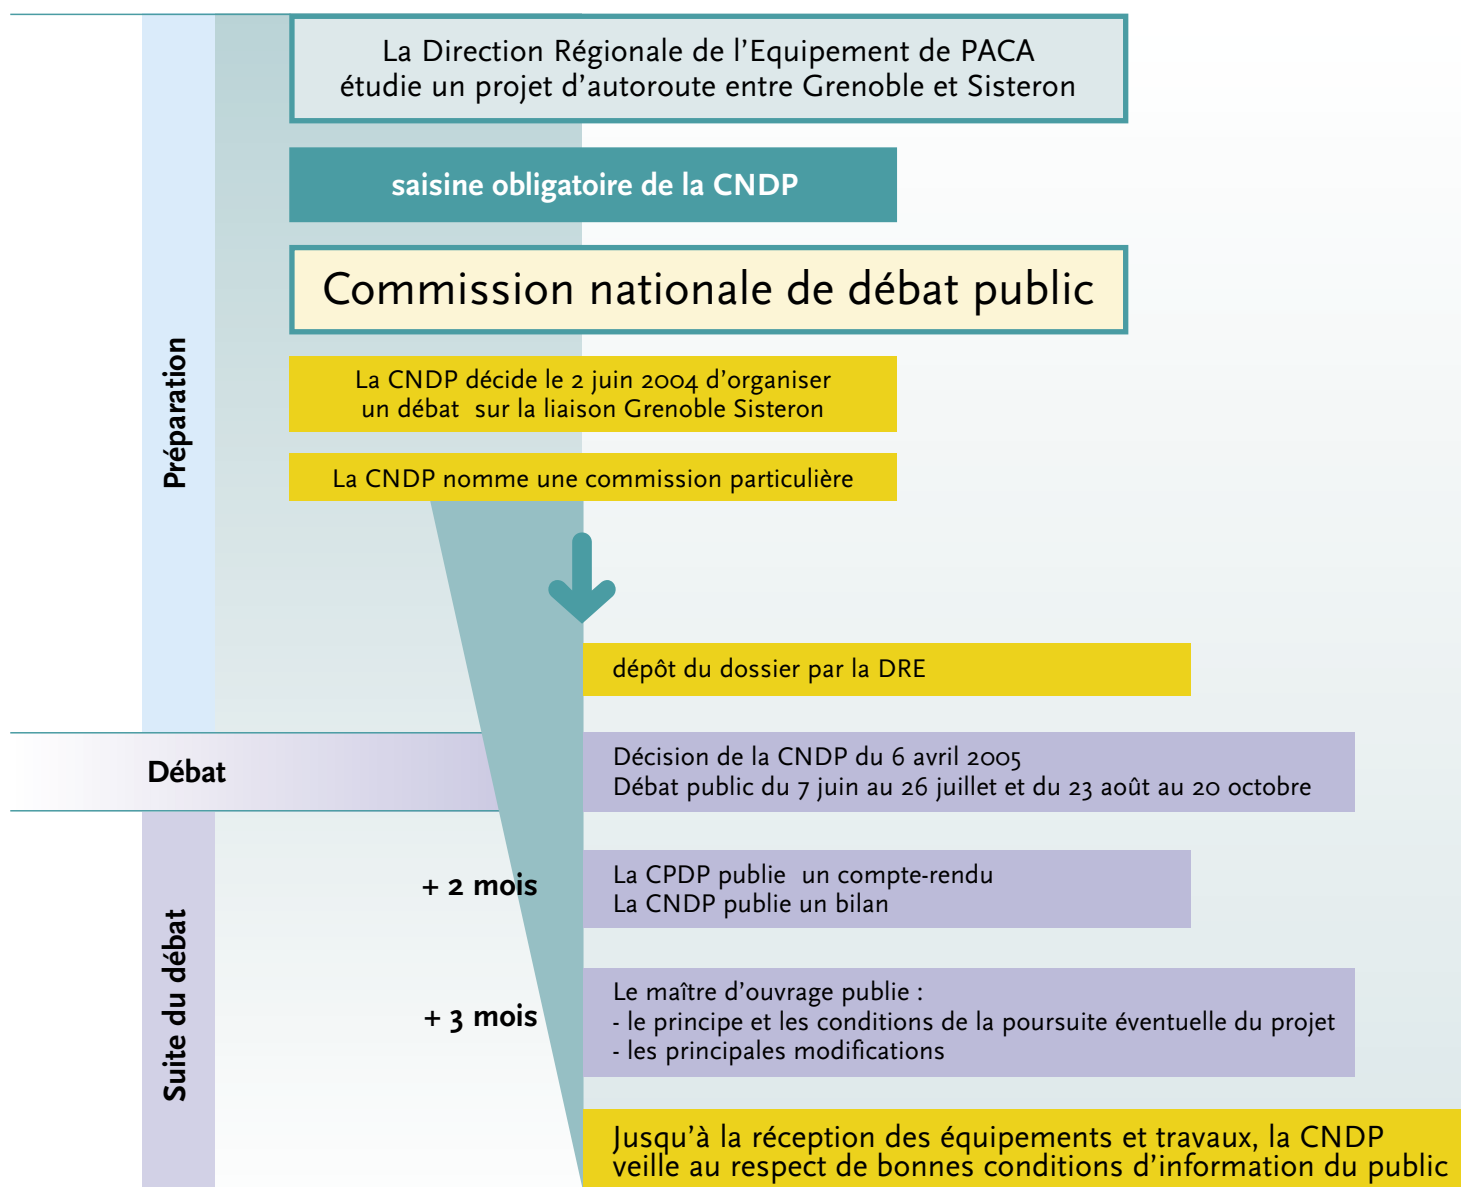 La Direction Régionale de l'Equipement de PACA
étudie un projet d'autoroute entre Grenoble et Sisteron
saisine obligatoire de la CNDP
Commission nationale de débat public
Préparation
La CNDP décide le 2 juin 2004 d'organiser
un débat sur la liaison Grenoble Sisteron
La CNDP nomme une commission particulière
dépôt du dossier par la DRE
Débat
Décision de la CNDP du 6 avril 2005
Débat public du 7 juin au 26 juillet et du 23 août au 20 octobre
Suite du débat
+ 2 mois
La CPDP publie un compte-rendu
La CNDP publie un bilan
+ 3 mois
Le maître d'ouvrage publie :
- le principe et les conditions de la poursuite éventuelle du projet
- les principales modifications
Jusqu'à la réception des équipements et travaux, la CNDP
veille au respect de bonnes conditions d'information du public